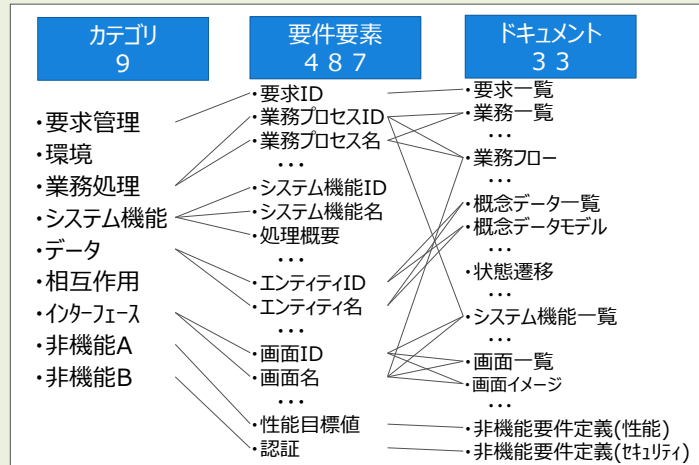 カテゴリ
9
・要求管理
・環境
・業務処理
・システム機能
・データ
・相互作用
・インターフェース
・非機能A
・非機能B
要件要素
487
・要求ID
・業務プロセスID
・業務プロセス名
・・・
・システム機能ID
・システム機能名
・処理概要
・・・
・エンティティID
・エンティティ名
・・・
・画面ID
・画面名
・・・
・性能目標値
・認証
ドキュメント
33
・要求一覧
・業務一覧
・・・
・業務フロー
・・・
・概念データ一覧
・概念データモデル
・・・
・状態遷移
・・・
・システム機能一覧
・・・
・画面一覧
・画面イメージ
・・・
・非機能要件定義(性能)
・非機能要件定義(セキュリティ)